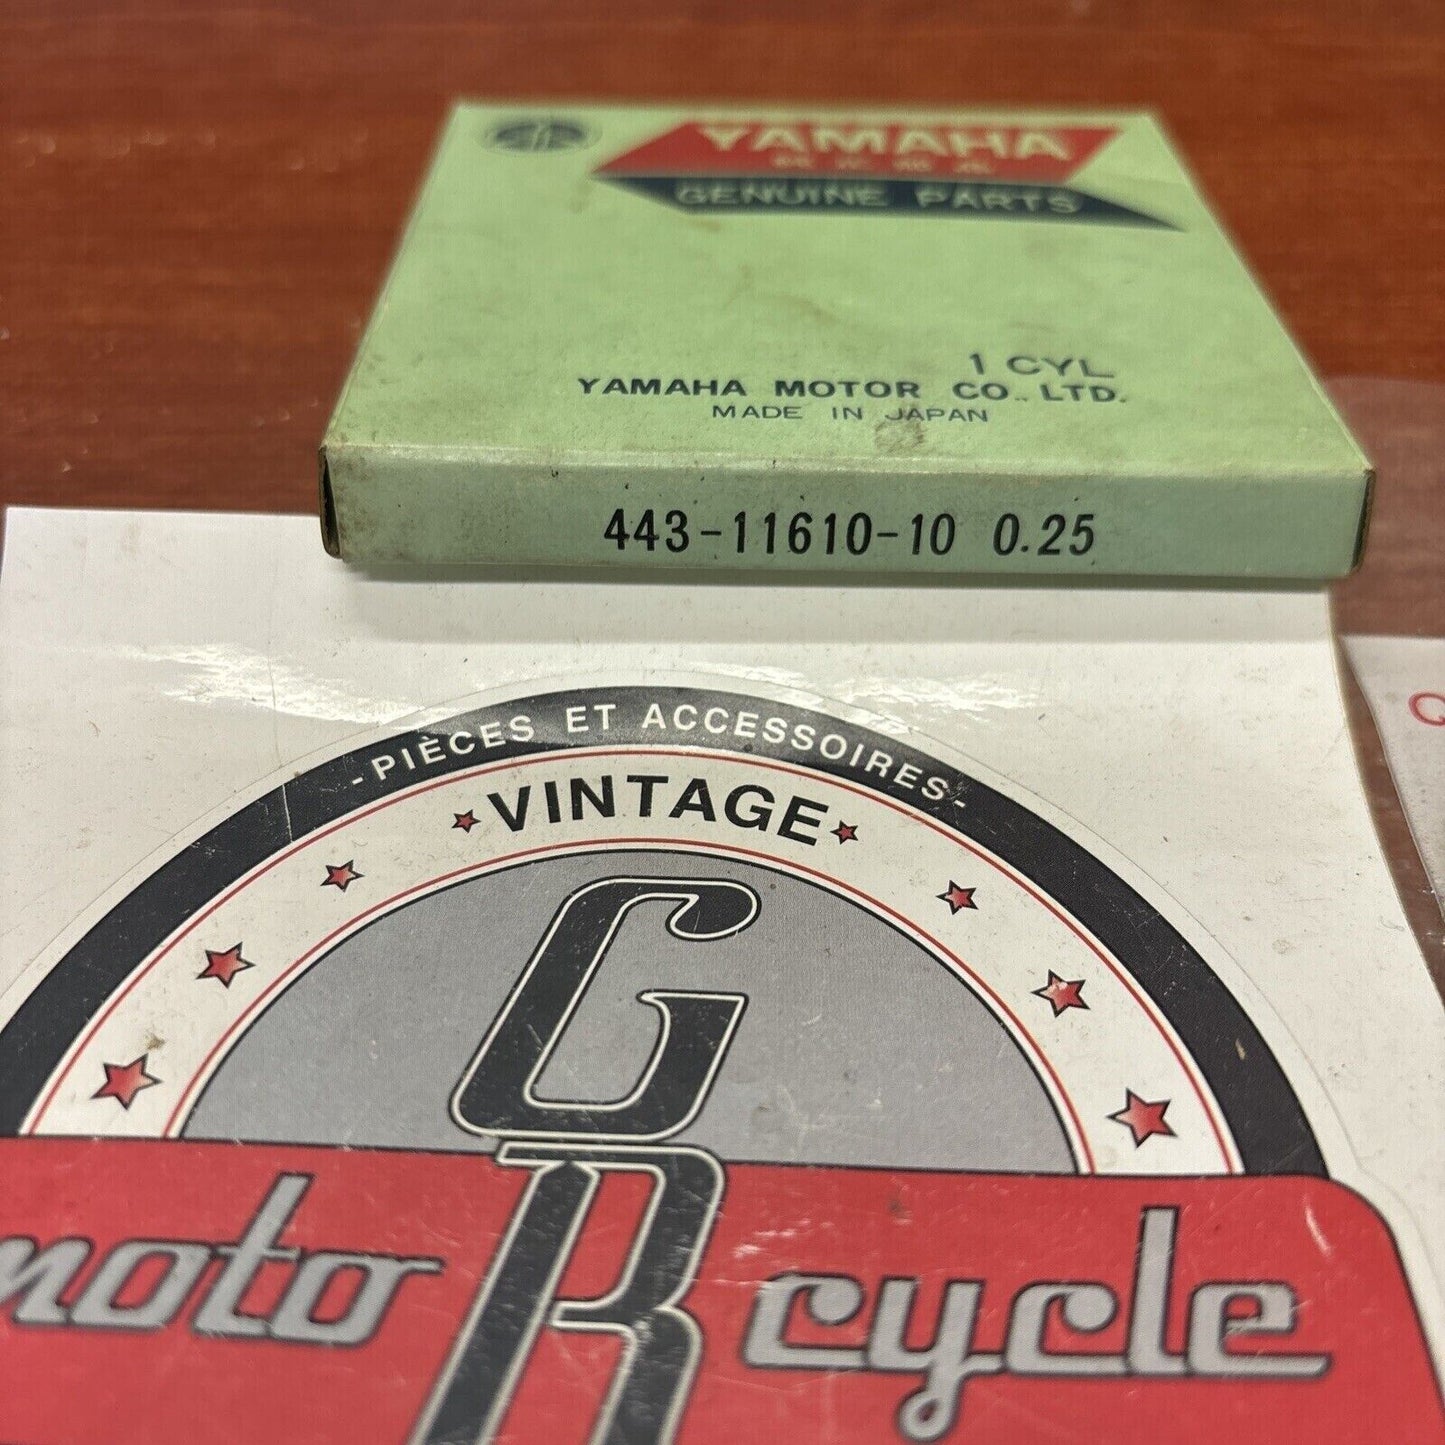 YAMAHA
GENUINE PARTS
1 CYL
YAMAHA MOTOR CO., LTD.
MADE IN JAPAN
443-11610-10 0.25
-PIÈCES ET ACCESSOIRES-
VINTAGE
GR
moto cycle